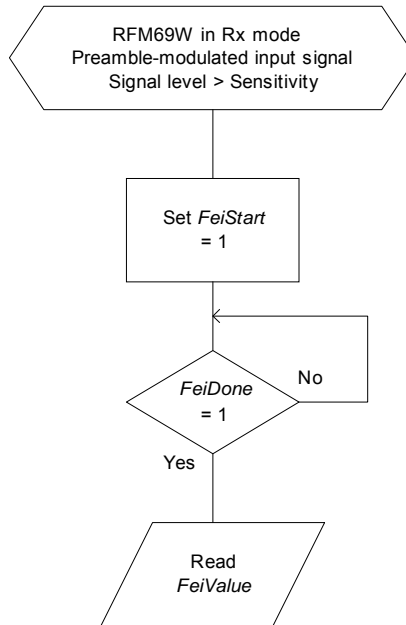 RFM69W in Rx mode
Preamble-modulated input signal
Signal level > Sensitivity
Set FeiStart
= 1
FeiDone
= 1
No
Yes
Read
FeiValue